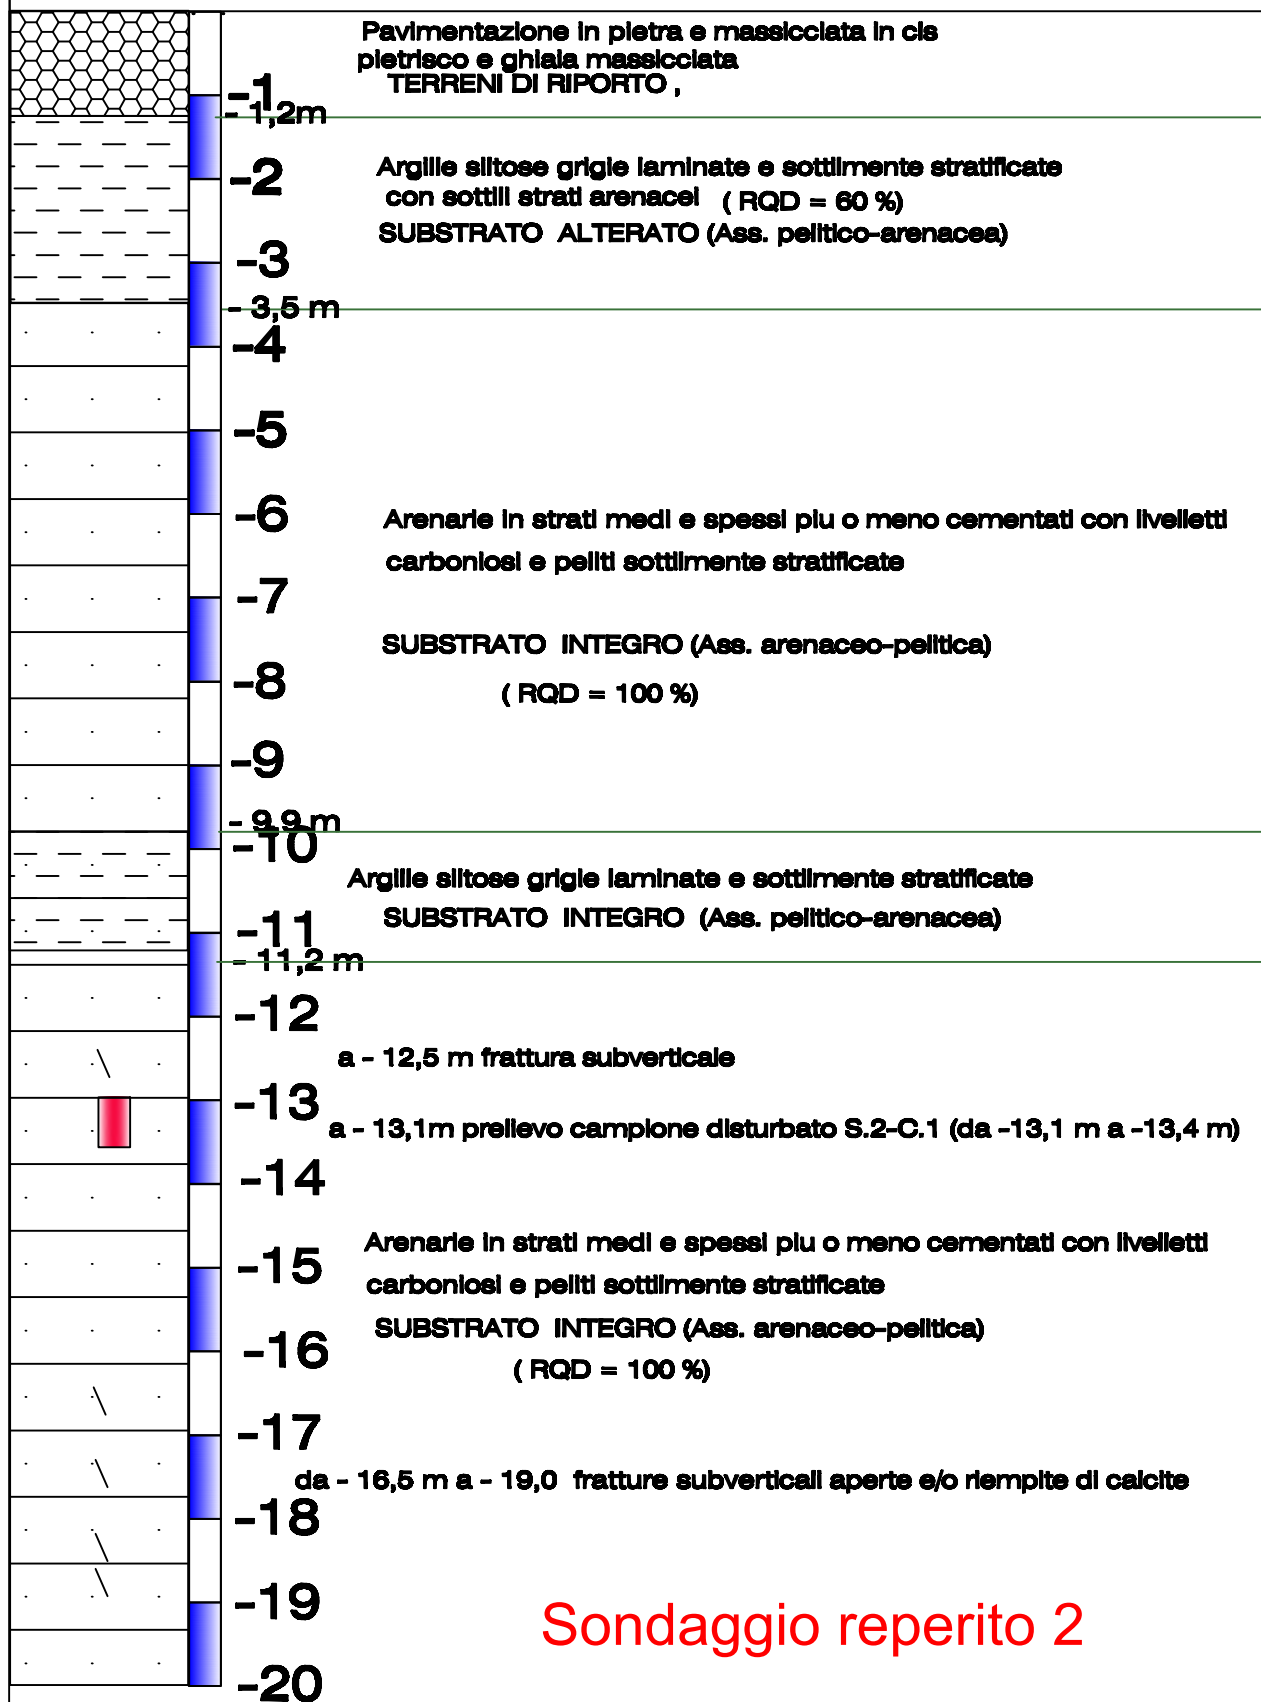 Pavimentazione in pietra e massicciata in cls
pietrisco e ghiaia massicciata
TERRENI DI RIPORTO ,
-1
- 1,2m
Argille siltose grigie laminate e sottilmente stratificate
-2
con sottili strati arenacei ( RQD = 60 %)
SUBSTRATO ALTERATO (Ass. pelitico-arenacea)
-3
- 3,5 m
-4
-5
-6
Arenarie in strati medi e spessi piu o meno cementati con livelletti
carboniosi e peliti sottilmente stratificate
-7
SUBSTRATO INTEGRO (Ass. arenaceo-pelitica)
-8
( RQD = 100 %)
-9
- 9,9 m
-10
Argille siltose grigie laminate e sottilmente stratificate
SUBSTRATO INTEGRO (Ass. pelitico-arenacea)
-11
- 11,2 m
-12
a - 12,5 m frattura subverticale
-13
a - 13,1m prelievo campione disturbato S.2-C.1 (da -13,1 m a -13,4 m)
-14
Arenarie in strati medi e spessi piu o meno cementati con livelletti
-15
carboniosi e peliti sottilmente stratificate
SUBSTRATO INTEGRO (Ass. arenaceo-pelitica)
-16
( RQD = 100 %)
-17
da - 16,5 m a - 19,0 fratture subverticali aperte e/o riempite di calcite
-18
-19
Sondaggio reperito 2
-20